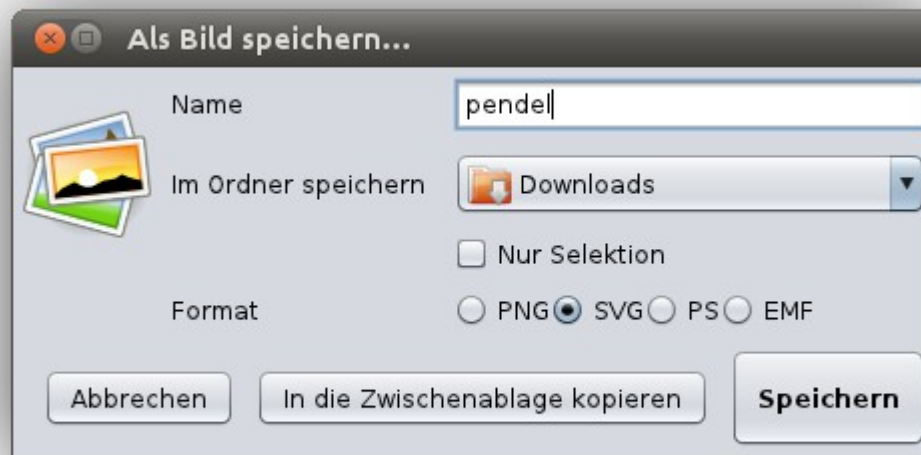 Als Bild speichern...
Name pendel
Im Ordner speichern Downloads
Nur Selektion
Format PNG SVG PS EMF
Abbrechen In die Zwischenablage kopieren Speichern